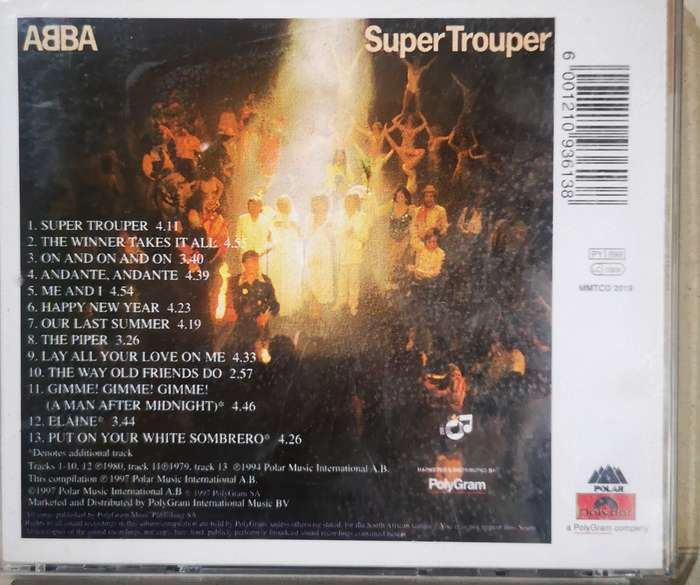 ABBA
Super Trouper
1. SUPER TROUPER 4.11
2. THE WINNER TAKES IT ALL 4.55
3. ON AND ON AND ON 3.40
4. ANDANTE, ANDANTE 4.39
5. ME AND I 4.54
6. HAPPY NEW YEAR 4.23
7. OUR LAST SUMMER 4.19
8. THE PIPER 3.26
9. LAY ALL YOUR LOVE ON ME 4.33
10. THE WAY OLD FRIENDS DO 2.57
11. GIMME! GIMME! GIMME!
(A MAN AFTER MIDNIGHT)* 4.46
12. ELAINE* 3.44
13. PUT ON YOUR WHITE SOMBRERO* 4.26
*Denotes additional track
Tracks 1-10, 12 ℗1980, track 11℗1979, track 13 ℗1994 Polar Music International A.B.
This compilation ℗1997 Polar Music International A.B.
©1997 Polar Music International A.B ℗ 1997 PolyGram SA
Marketed and Distributed by PolyGram International Music BV
MARKETED & DISTRIBUTED BY
PolyGram
6 001210 936138
PY
LC
MMTCD 2019
POLAR
a PolyGram company